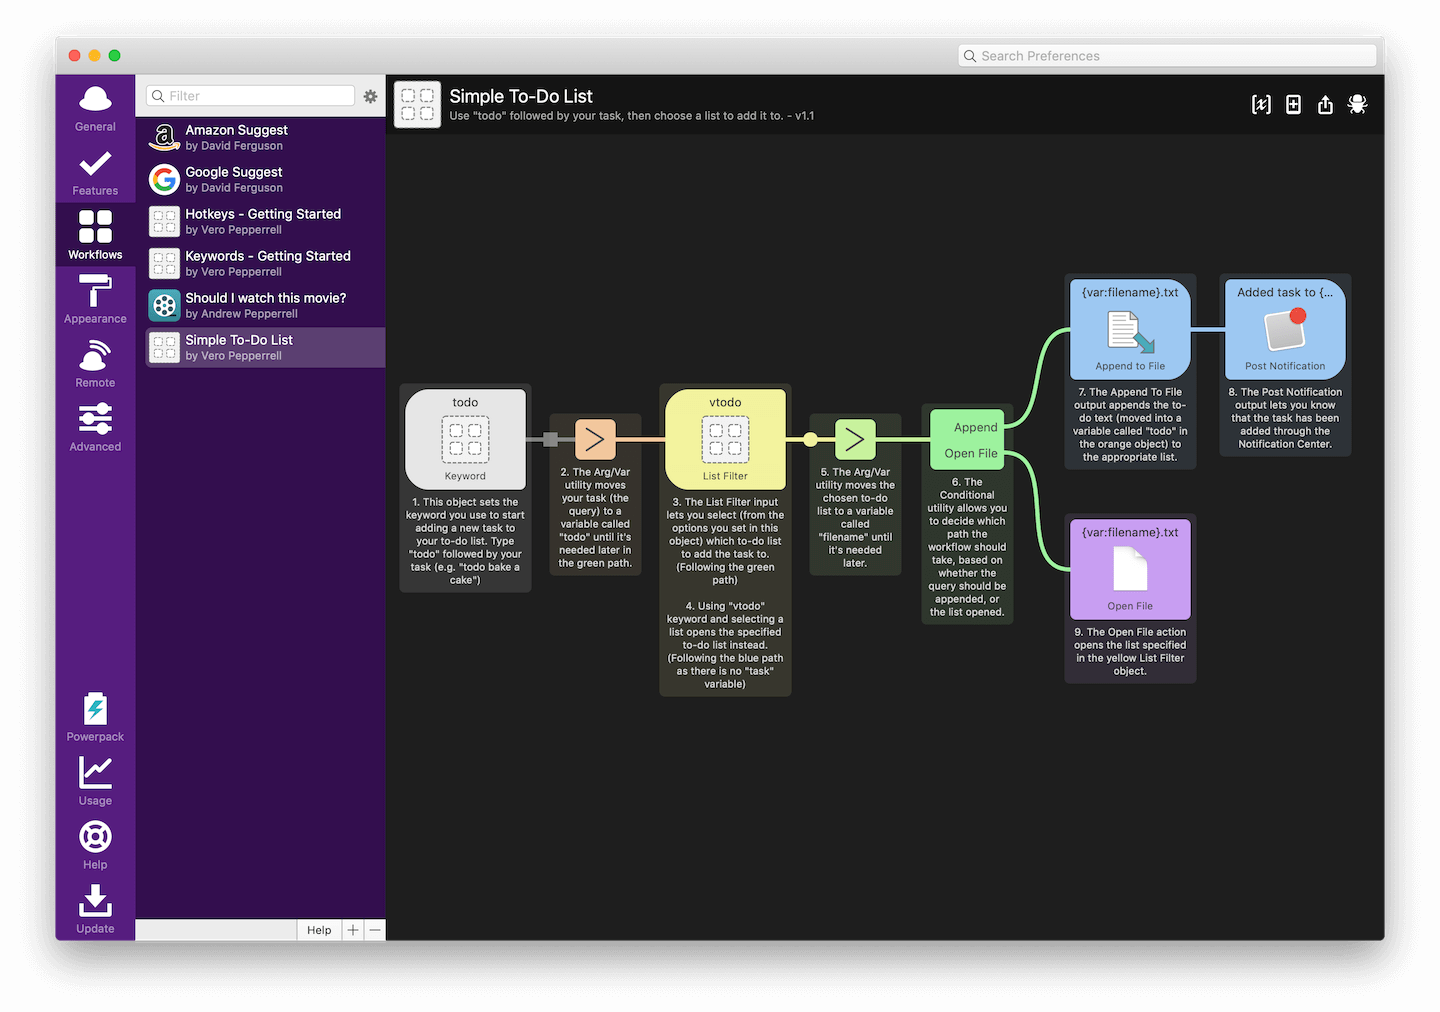 Search Preferences
General
Features
Workflows
Appearance
Remote
Advanced
Powerpack
Usage
Help
Update
Filter
Amazon Suggest
by David Ferguson
Google Suggest
by David Ferguson
Hotkeys - Getting Started
by Vero Pepperrell
Keywords - Getting Started
by Vero Pepperrell
Should I watch this movie?
by Andrew Pepperrell
Simple To-Do List
by Vero Pepperrell
Help
Simple To-Do List
Use "todo" followed by your task, then choose a list to add it to. - v1.1
todo
Keyword
1. This object sets the
keyword you use to start
adding a new task to
your to-do list. Type
"todo" followed by your
task (e.g. "todo bake a
cake")
2. The Arg/Var
utility moves
your task (the
query) to a
variable called
"todo" until it's
needed later in
the green path.
vtodo
List Filter
3. The List Filter input
lets you select (from the
options you set in this
object) which to-do list
to add the task to.
(Following the green
path)
4. Using "vtodo"
keyword and selecting a
list opens the specified
to-do list instead.
(Following the blue path
as there is no "task"
variable)
5. The Arg/Var
utility moves the
chosen to-do
list to a variable
called
"filename" until
it's needed
later.
Append
Open File
6. The
Conditional
utility allows you
to decide which
path the
workflow should
take, based on
whether the
query should be
appended, or
the list opened.
{var:filename}.txt
Append to File
7. The Append To File
output appends the to-
do text (moved into a
variable called "todo" in
the orange object) to
the appropriate list.
Added task to {...
Post Notification
8. The Post Notification
output lets you know
that the task has been
added through the
Notification Center.
{var:filename}.txt
Open File
9. The Open File action
opens the list specified
in the yellow List Filter
object.